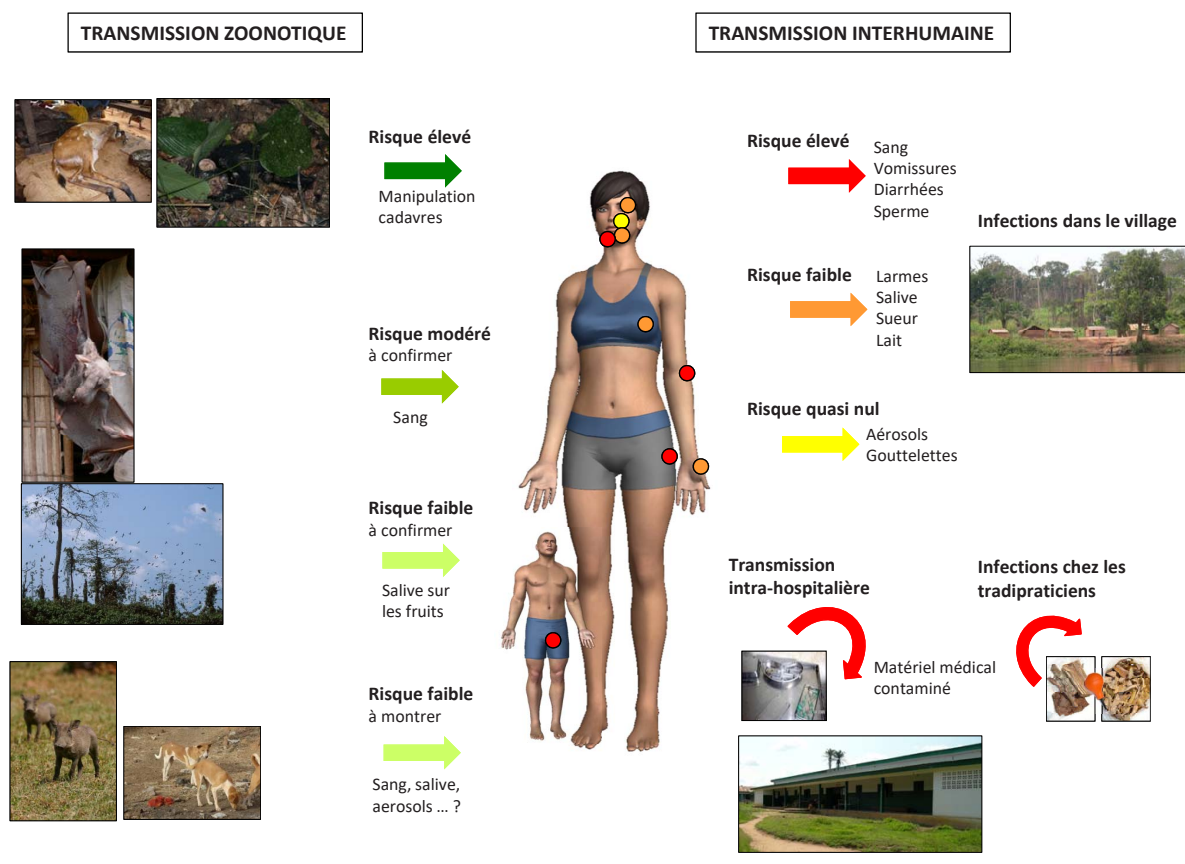 TRANSMISSION ZOONOTIQUE
TRANSMISSION INTERHUMAINE
Risque élevé
Manipulation
cadavres
Risque modéré
à confirmer
Sang
Risque faible
à confirmer
Salive sur
les fruits
Risque faible
à montrer
Sang, salive,
aerosols ... ?
Risque élevé
Sang
Vomissures
Diarrhées
Sperme
Risque faible
Larmes
Salive
Sueur
Lait
Risque quasi nul
Aérosols
Gouttelettes
Infections dans le village
Transmission
intra-hospitalière
Matériel médical
contaminé
Infections chez les
tradipraticiens